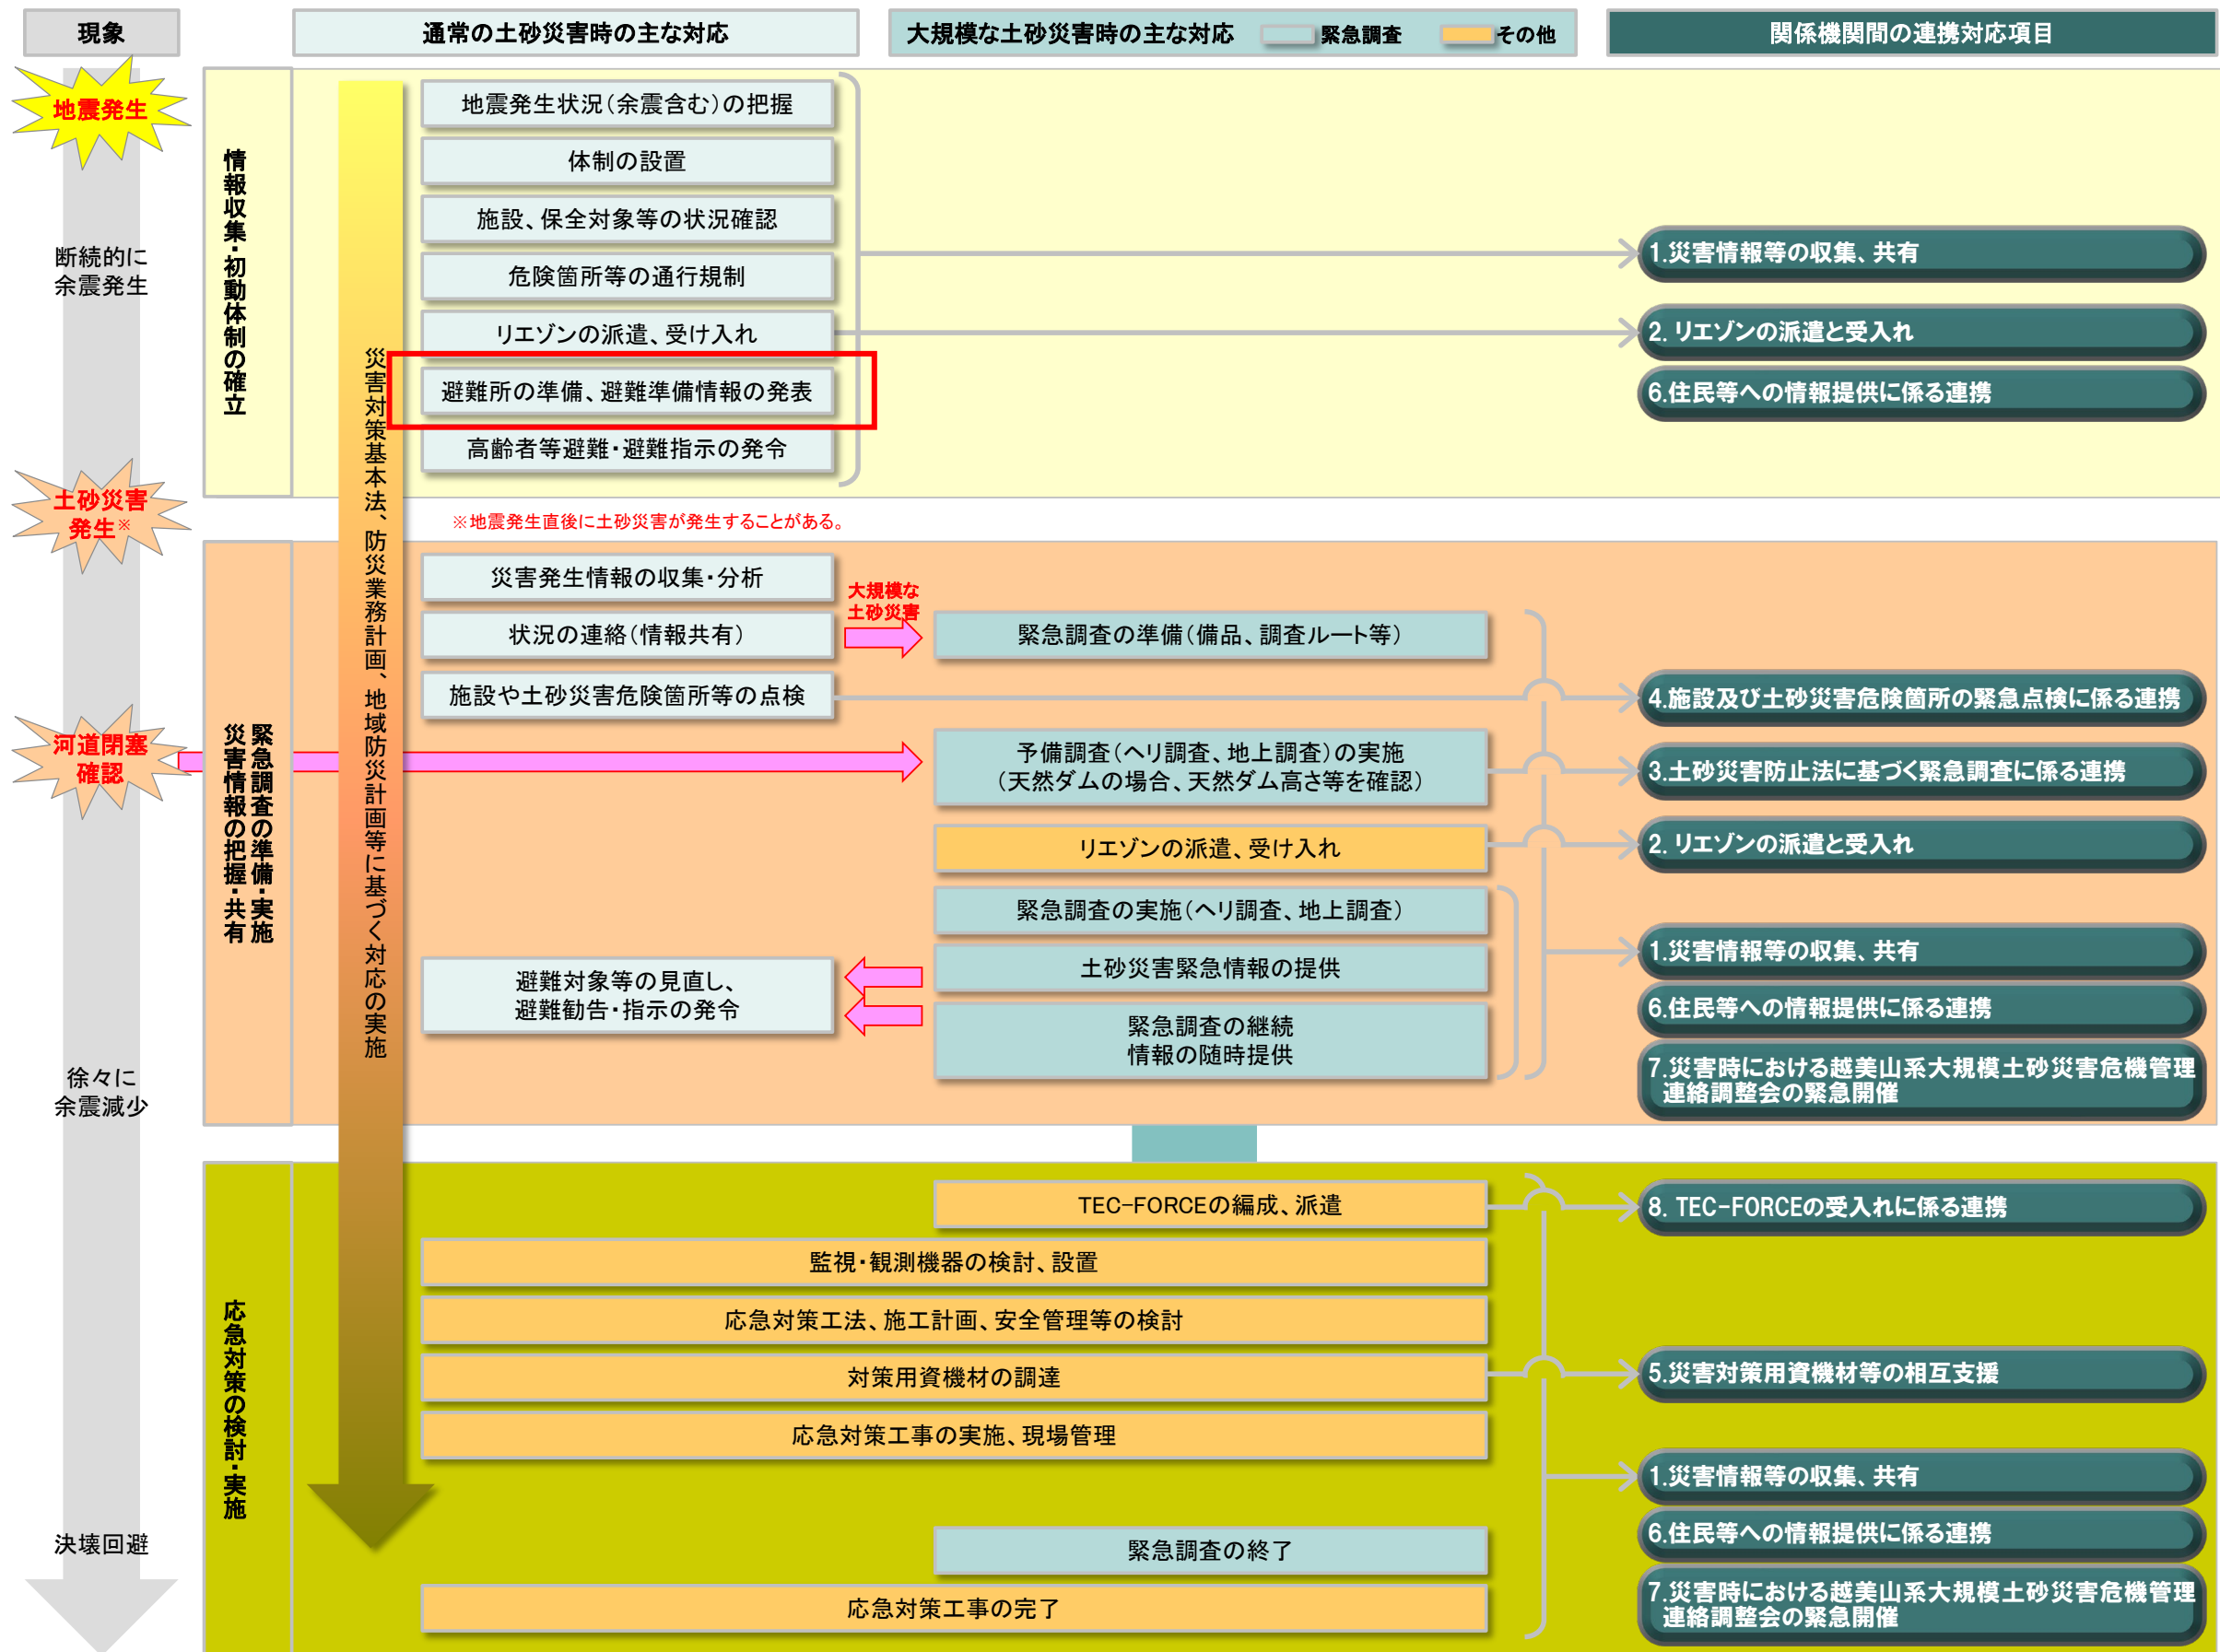 現象
通常の土砂災害時の主な対応
大規模な土砂災害時の主な対応
緊急調査
その他
関係機関間の連携対応項目
地震発生
断続的に
余震発生
土砂災害
発生※
河道閉塞
確認
徐々に
余震減少
決壊回避
情報収集・初動体制の確立
災害対策基本法、防災業務計画、地域防災計画等に基づく対応の実施
地震発生状況（余震含む）の把握
体制の設置
施設、保全対象等の状況確認
危険箇所等の通行規制
リエゾンの派遣、受け入れ
避難所の準備、避難準備情報の発表
高齢者等避難・避難指示の発令
1.災害情報等の収集、共有
2. リエゾンの派遣と受入れ
6.住民等への情報提供に係る連携
※地震発生直後に土砂災害が発生することがある。
緊急調査の準備・実施
災害情報の把握・共有
災害発生情報の収集・分析
状況の連絡（情報共有）
施設や土砂災害危険箇所等の点検
大規模な
土砂災害
緊急調査の準備（備品、調査ルート等）
予備調査（ヘリ調査、地上調査）の実施
（天然ダムの場合、天然ダム高さ等を確認）
リエゾンの派遣、受け入れ
緊急調査の実施（ヘリ調査、地上調査）
土砂災害緊急情報の提供
緊急調査の継続
情報の随時提供
避難対象等の見直し、
避難勧告・指示の発令
4.施設及び土砂災害危険箇所の緊急点検に係る連携
3.土砂災害防止法に基づく緊急調査に係る連携
2. リエゾンの派遣と受入れ
1.災害情報等の収集、共有
6.住民等への情報提供に係る連携
7.災害時における越美山系大規模土砂災害危機管理
連絡調整会の緊急開催
応急対策の検討・実施
TEC-FORCEの編成、派遣
監視・観測機器の検討、設置
応急対策工法、施工計画、安全管理等の検討
対策用資機材の調達
応急対策工事の実施、現場管理
緊急調査の終了
応急対策工事の完了
8. TEC-FORCEの受入れに係る連携
5.災害対策用資機材等の相互支援
1.災害情報等の収集、共有
6.住民等への情報提供に係る連携
7.災害時における越美山系大規模土砂災害危機管理
連絡調整会の緊急開催